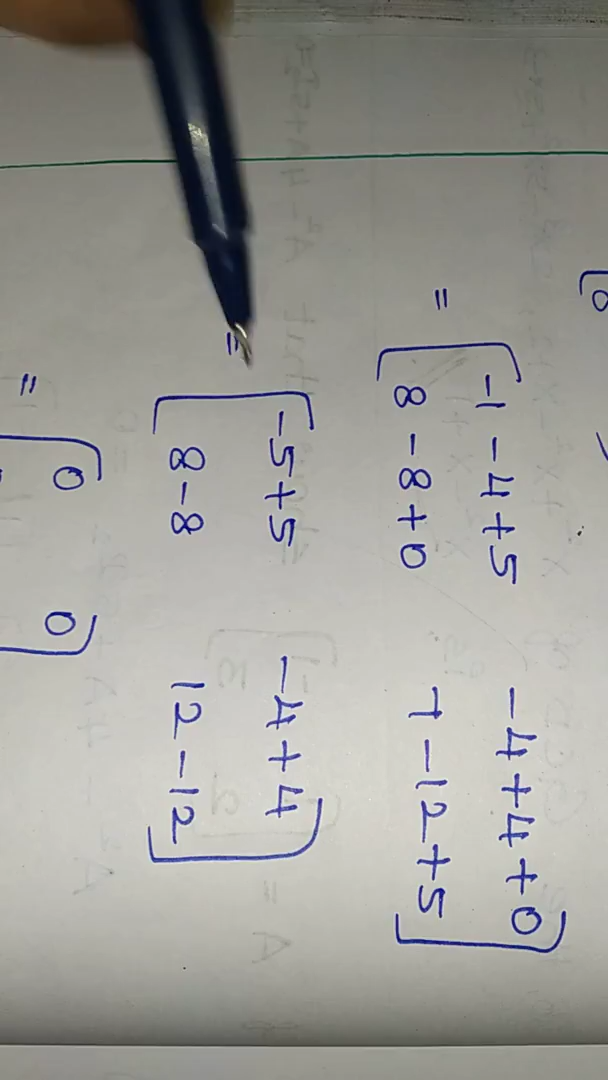 = [ -1 -4 +5 -4 +4 +0
8 -8 +0 7 -12 +5 ]
= [ -5+5 -4+4
8-8 12-12 ]
= [ 0 0 ]